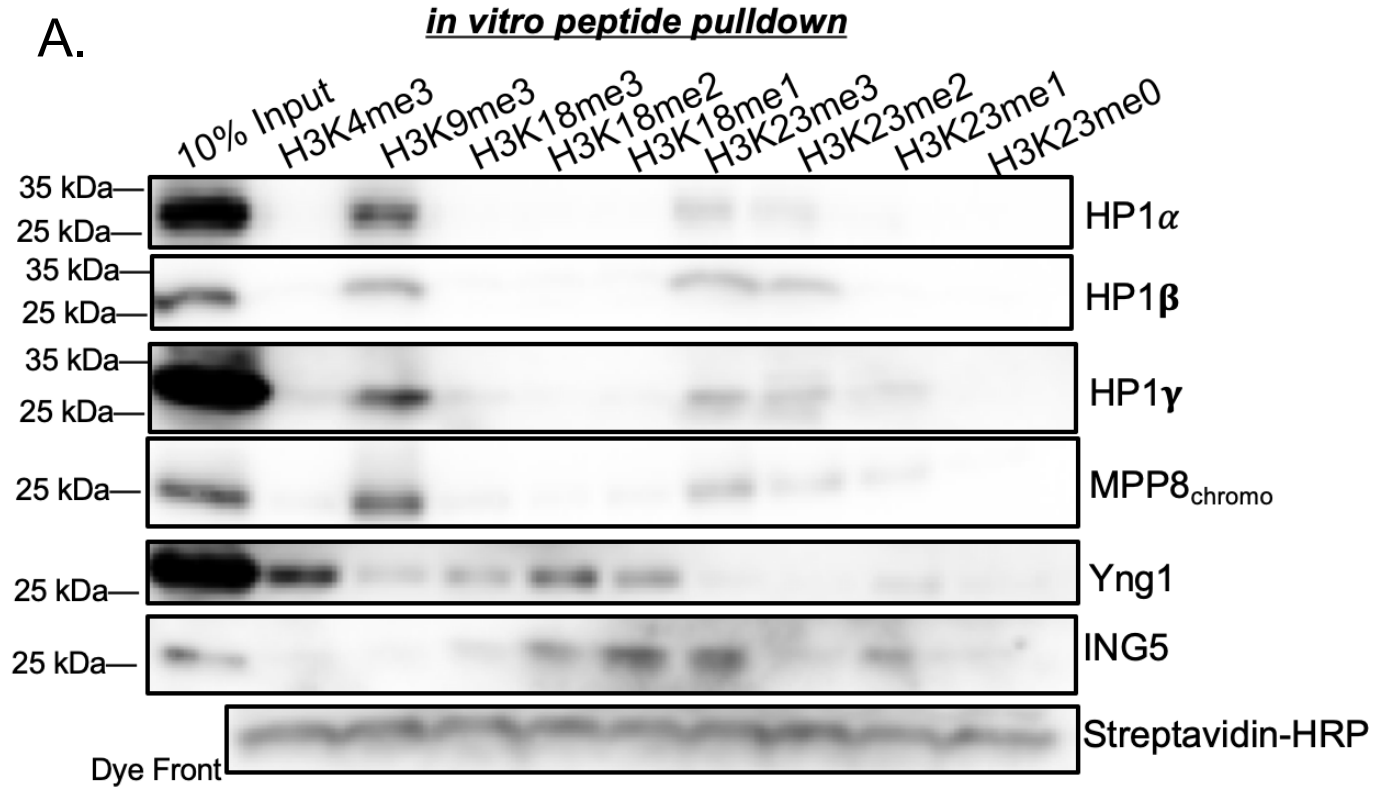 A.
in vitro peptide pulldown
10% Input
H3K4me3
H3K9me3
H3K18me3
H3K18me2
H3K18me1
H3K23me3
H3K23me2
H3K23me1
H3K23me0
35 kDa
25 kDa
HP1α
35 kDa
25 kDa
HP1β
35 kDa
25 kDa
HP1γ
25 kDa
MPP8chromo
25 kDa
Yng1
25 kDa
ING5
Streptavidin-HRP
Dye Front